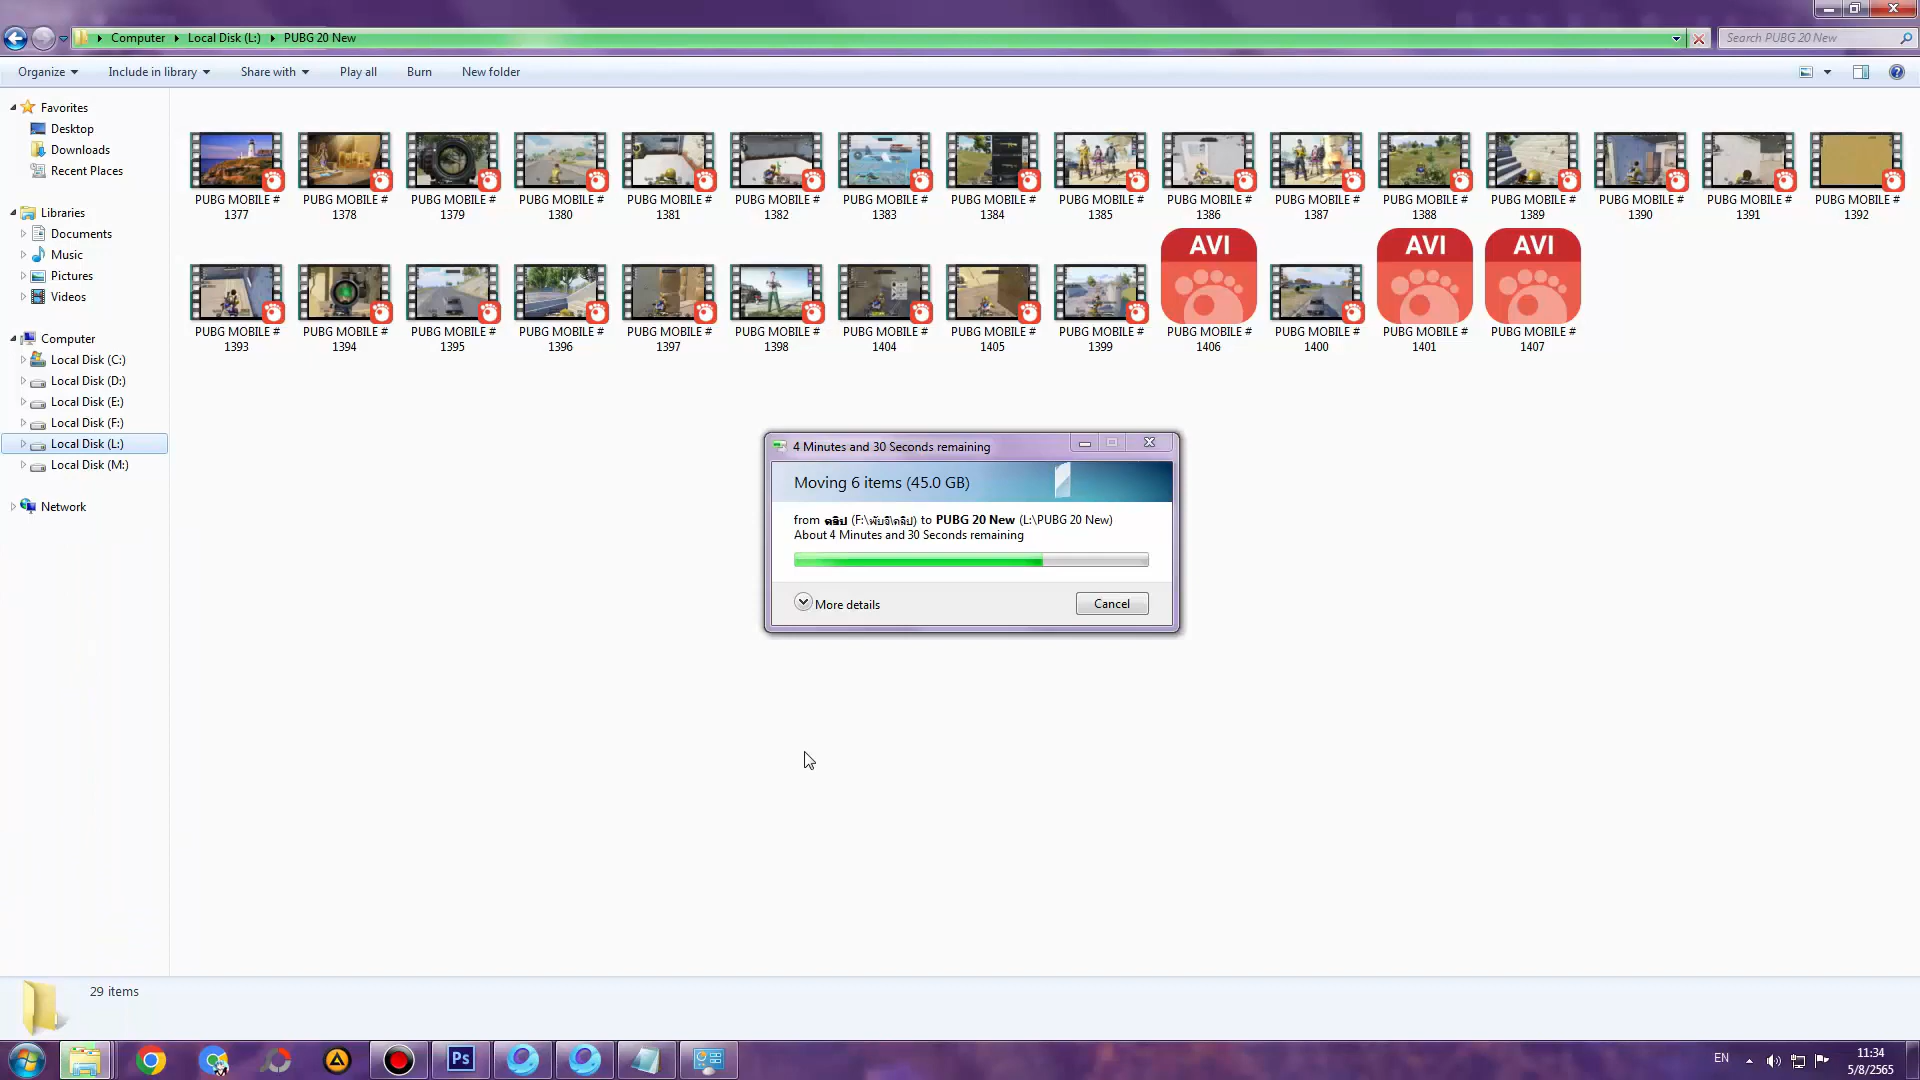 Computer
Local Disk (L:)
PUBG 20 New
Search PUBG 20 New
Organize
Include in library
Share with
Play all
Burn
New folder
Favorites
Desktop
Downloads
Recent Places
Libraries
Documents
Music
Pictures
Videos
Computer
Local Disk (C:)
Local Disk (D:)
Local Disk (E:)
Local Disk (F:)
Local Disk (L:)
Local Disk (M:)
Network
PUBG MOBILE # 1377
PUBG MOBILE # 1378
PUBG MOBILE # 1379
PUBG MOBILE # 1380
PUBG MOBILE # 1381
PUBG MOBILE # 1382
PUBG MOBILE # 1383
PUBG MOBILE # 1384
PUBG MOBILE # 1385
PUBG MOBILE # 1386
PUBG MOBILE # 1387
PUBG MOBILE # 1388
PUBG MOBILE # 1389
PUBG MOBILE # 1390
PUBG MOBILE # 1391
PUBG MOBILE # 1392
PUBG MOBILE # 1393
PUBG MOBILE # 1394
PUBG MOBILE # 1395
PUBG MOBILE # 1396
PUBG MOBILE # 1397
PUBG MOBILE # 1398
PUBG MOBILE # 1404
PUBG MOBILE # 1405
PUBG MOBILE # 1399
AVI
PUBG MOBILE # 1406
PUBG MOBILE # 1400
AVI
PUBG MOBILE # 1401
AVI
PUBG MOBILE # 1407
4 Minutes and 30 Seconds remaining
Moving 6 items (45.0 GB)
from คลิป (F:\พับจี\คลิป) to PUBG 20 New (L:\PUBG 20 New)
About 4 Minutes and 30 Seconds remaining
More details
Cancel
29 items
Ps
EN
11:34
5/8/2565